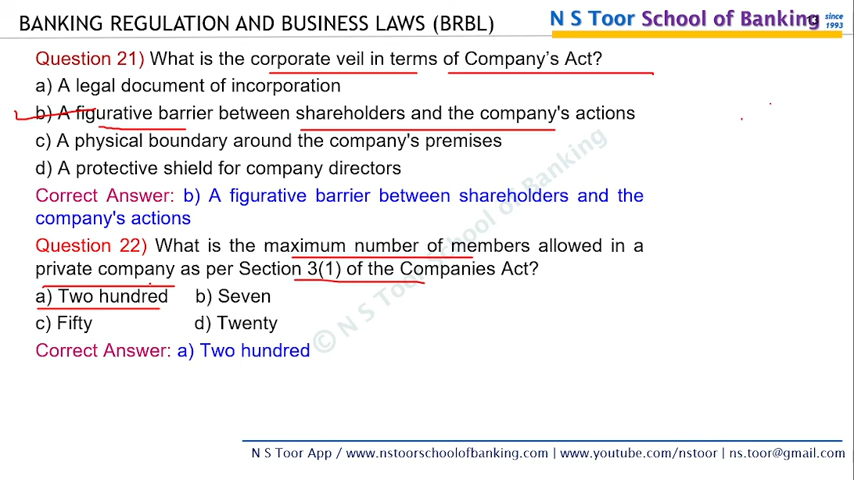 BANKING REGULATION AND BUSINESS LAWS (BRBL)
N S Toor School of Banking since 1993
Question 21) What is the corporate veil in terms of Company's Act?
a) A legal document of incorporation
b) A figurative barrier between shareholders and the company's actions
c) A physical boundary around the company's premises
d) A protective shield for company directors
Correct Answer: b) A figurative barrier between shareholders and the
company's actions
Question 22) What is the maximum number of members allowed in a
private company as per Section 3(1) of the Companies Act?
a) Two hundred b) Seven
c) Fifty d) Twenty
Correct Answer: a) Two hundred
© N S Toor School of Banking
N S Toor App / www.nstoorschoolofbanking.com | www.youtube.com/nstoor | ns.toor@gmail.com